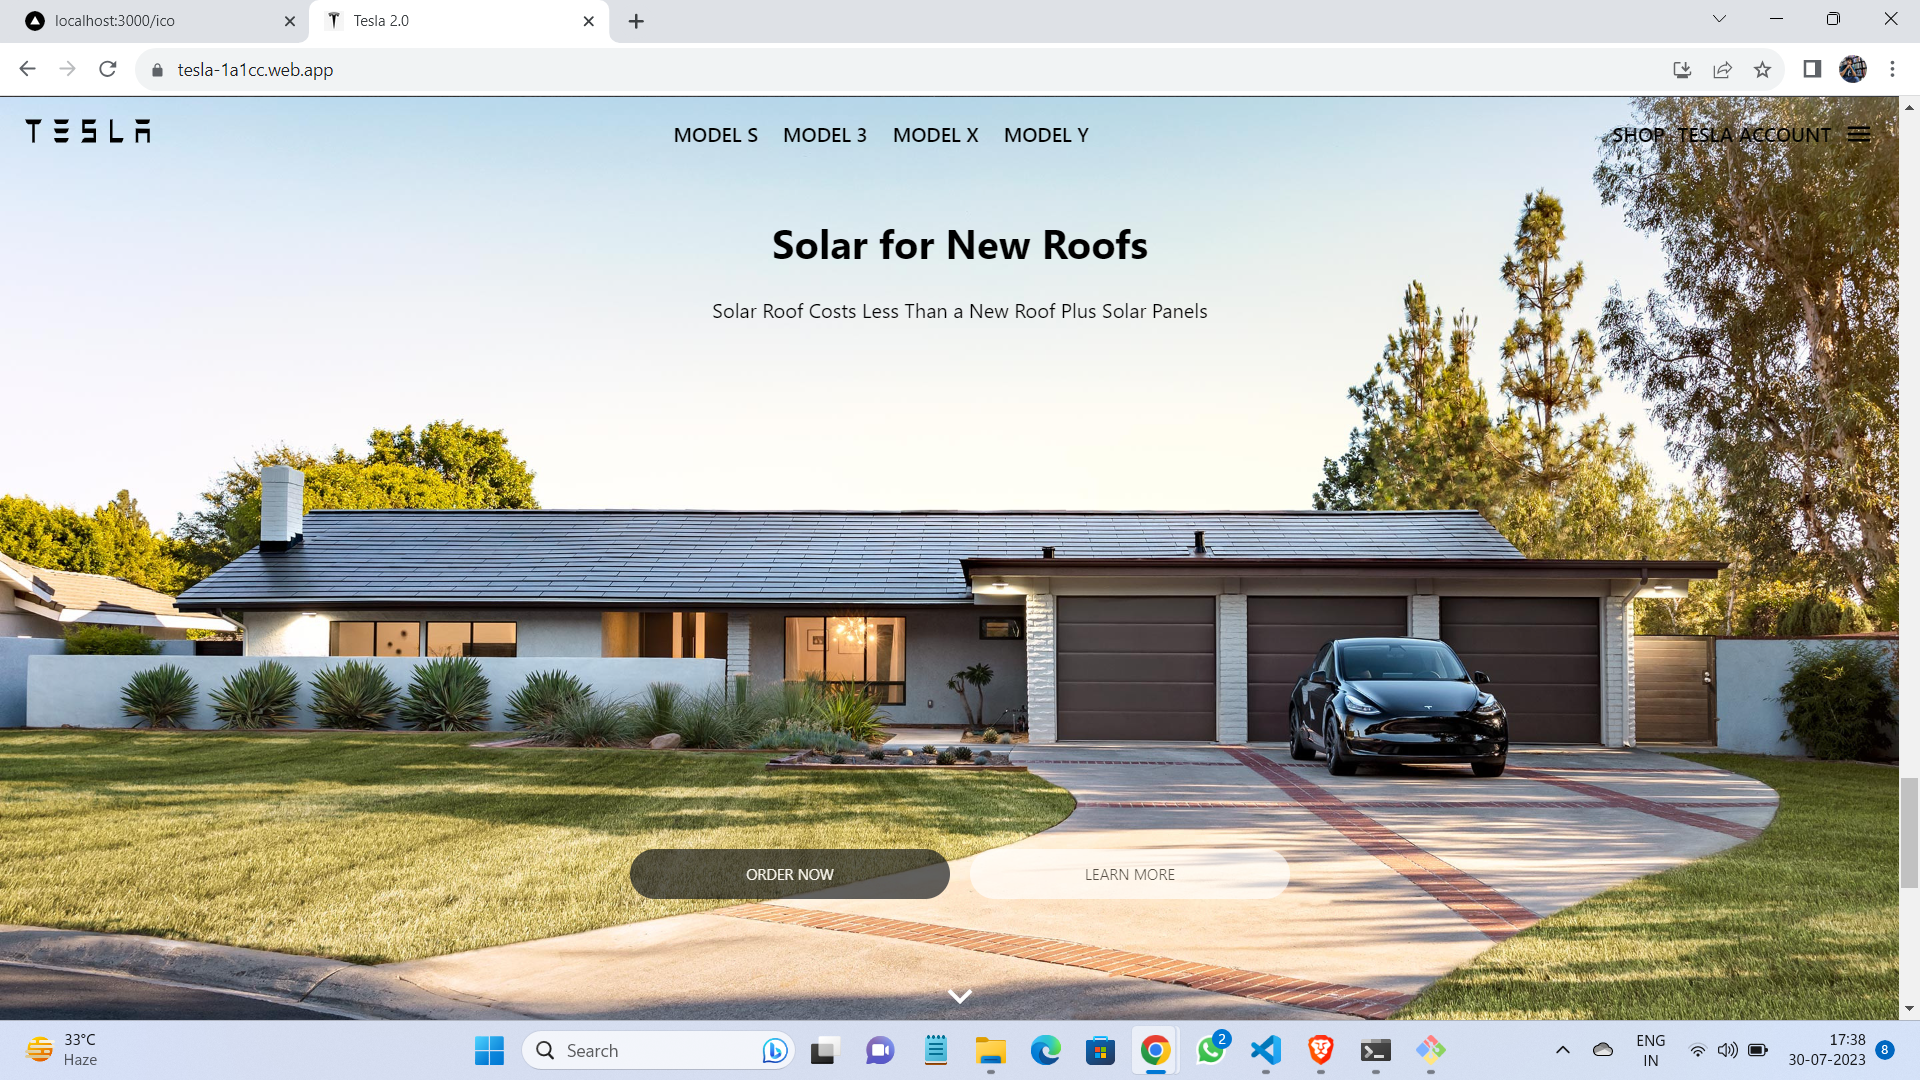 localhost:3000/ico
Tesla 2.0
tesla-1a1cc.web.app
TESLA
MODEL S MODEL 3 MODEL X MODEL Y
SHOP TESLA ACCOUNT
Solar for New Roofs
Solar Roof Costs Less Than a New Roof Plus Solar Panels
ORDER NOW
LEARN MORE
33°C
Haze
Search
2
ENG
IN
17:38
30-07-2023
8